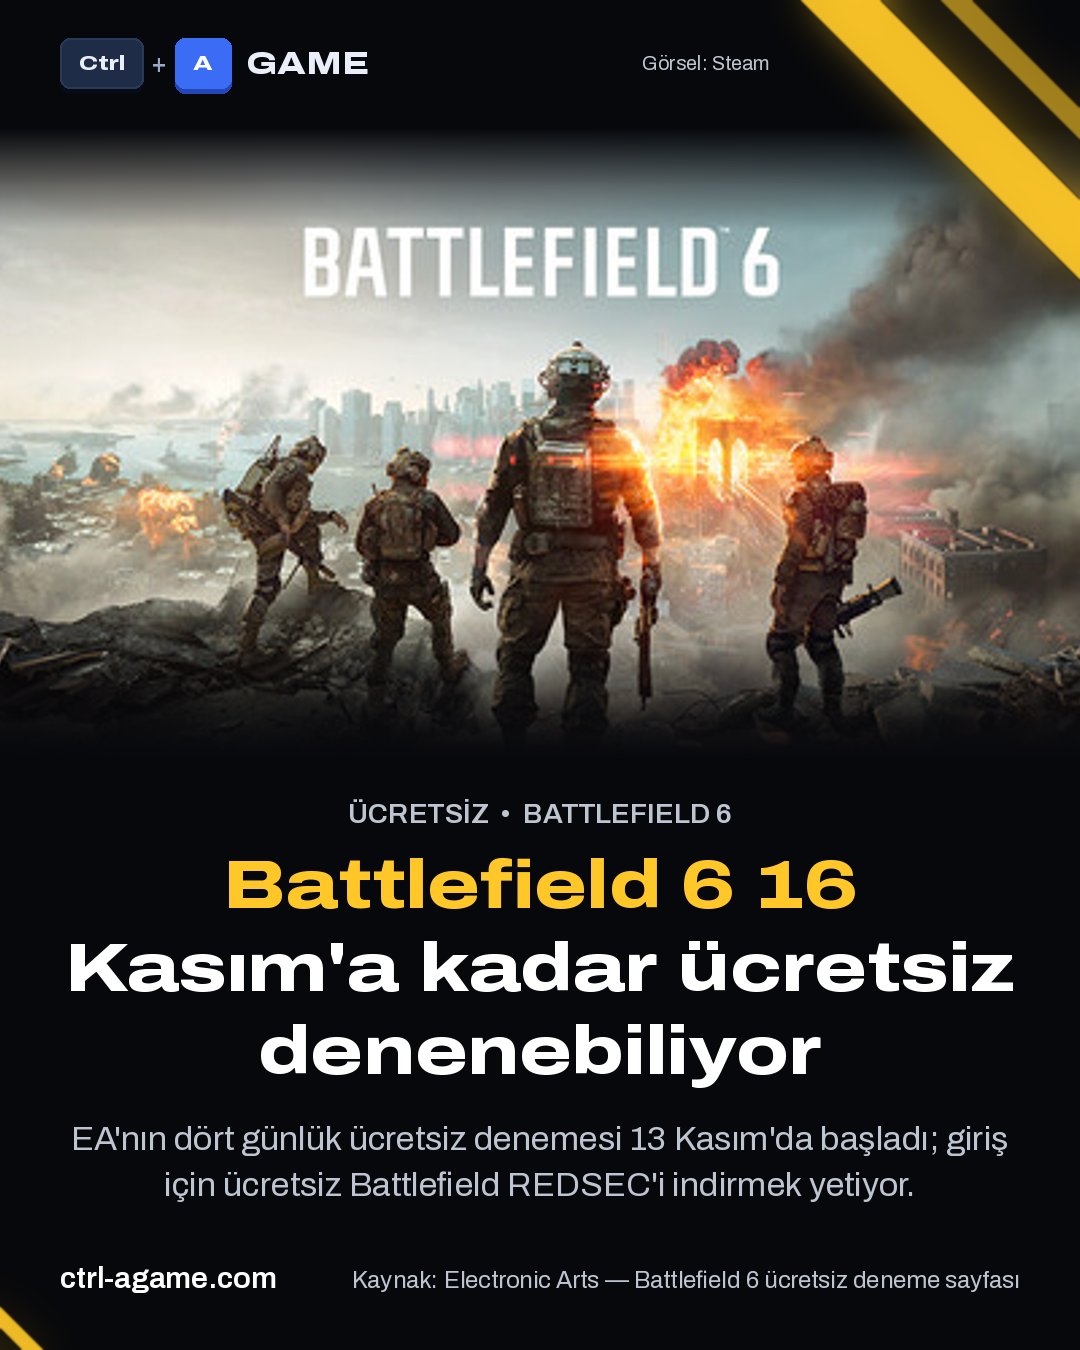 Ctrl + A GAME
Görsel: Steam
BATTLEFIELD™ 6
ÜCRETSİZ • BATTLEFIELD 6
Battlefield 6 16
Kasım'a kadar ücretsiz
denenebiliyor
EA'nın dört günlük ücretsiz denemesi 13 Kasım'da başladı; giriş
için ücretsiz Battlefield REDSEC'i indirmek yetiyor.
ctrl-agame.com
Kaynak: Electronic Arts — Battlefield 6 ücretsiz deneme sayfası